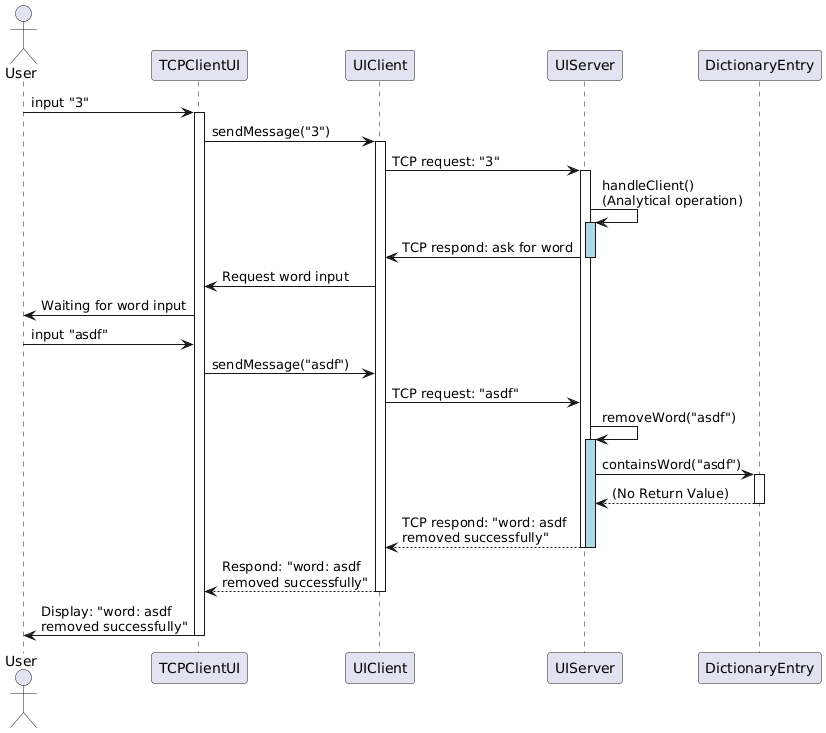 User
TCPClientUI
UIClient
UIServer
DictionaryEntry
input "3"
sendMessage("3")
TCP request: "3"
handleClient()
(Analytical operation)
TCP respond: ask for word
Request word input
Waiting for word input
input "asdf"
sendMessage("asdf")
TCP request: "asdf"
removeWord("asdf")
containsWord("asdf")
(No Return Value)
TCP respond: "word: asdf
removed successfully"
Respond: "word: asdf
removed successfully"
Display: "word: asdf
removed successfully"
User
TCPClientUI
UIClient
UIServer
DictionaryEntry